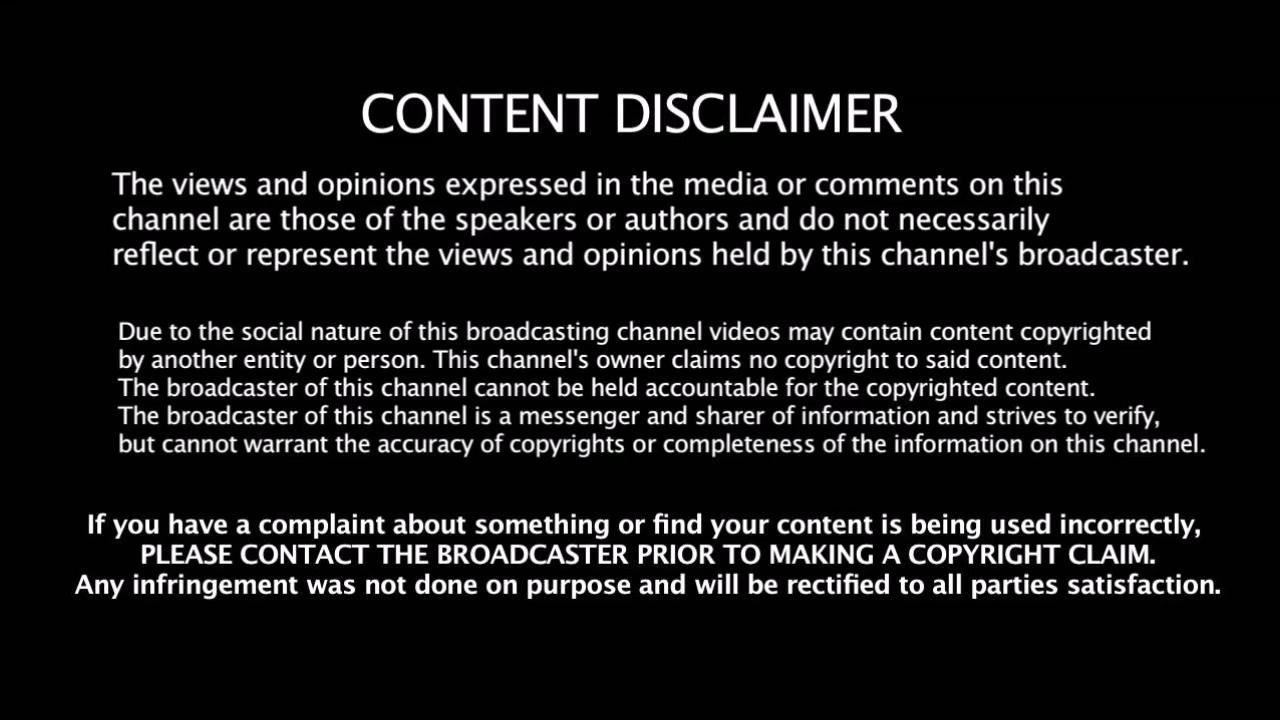 CONTENT DISCLAIMER
The views and opinions expressed in the media or comments on this
channel are those of the speakers or authors and do not necessarily
reflect or represent the views and opinions held by this channel's broadcaster.
Due to the social nature of this broadcasting channel videos may contain content copyrighted
by another entity or person. This channel's owner claims no copyright to said content.
The broadcaster of this channel cannot be held accountable for the copyrighted content.
The broadcaster of this channel is a messenger and sharer of information and strives to verify,
but cannot warrant the accuracy of copyrights or completeness of the information on this channel.
If you have a complaint about something or find your content is being used incorrectly,
PLEASE CONTACT THE BROADCASTER PRIOR TO MAKING A COPYRIGHT CLAIM.
Any infringement was not done on purpose and will be rectified to all parties satisfaction.